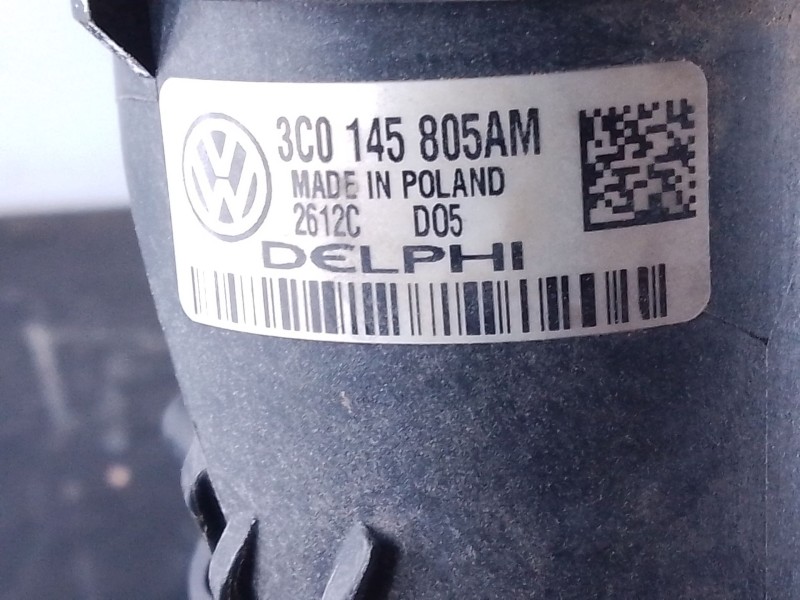 3C0 145 805AM
MADE IN POLAND
2612C D05
DELPHI